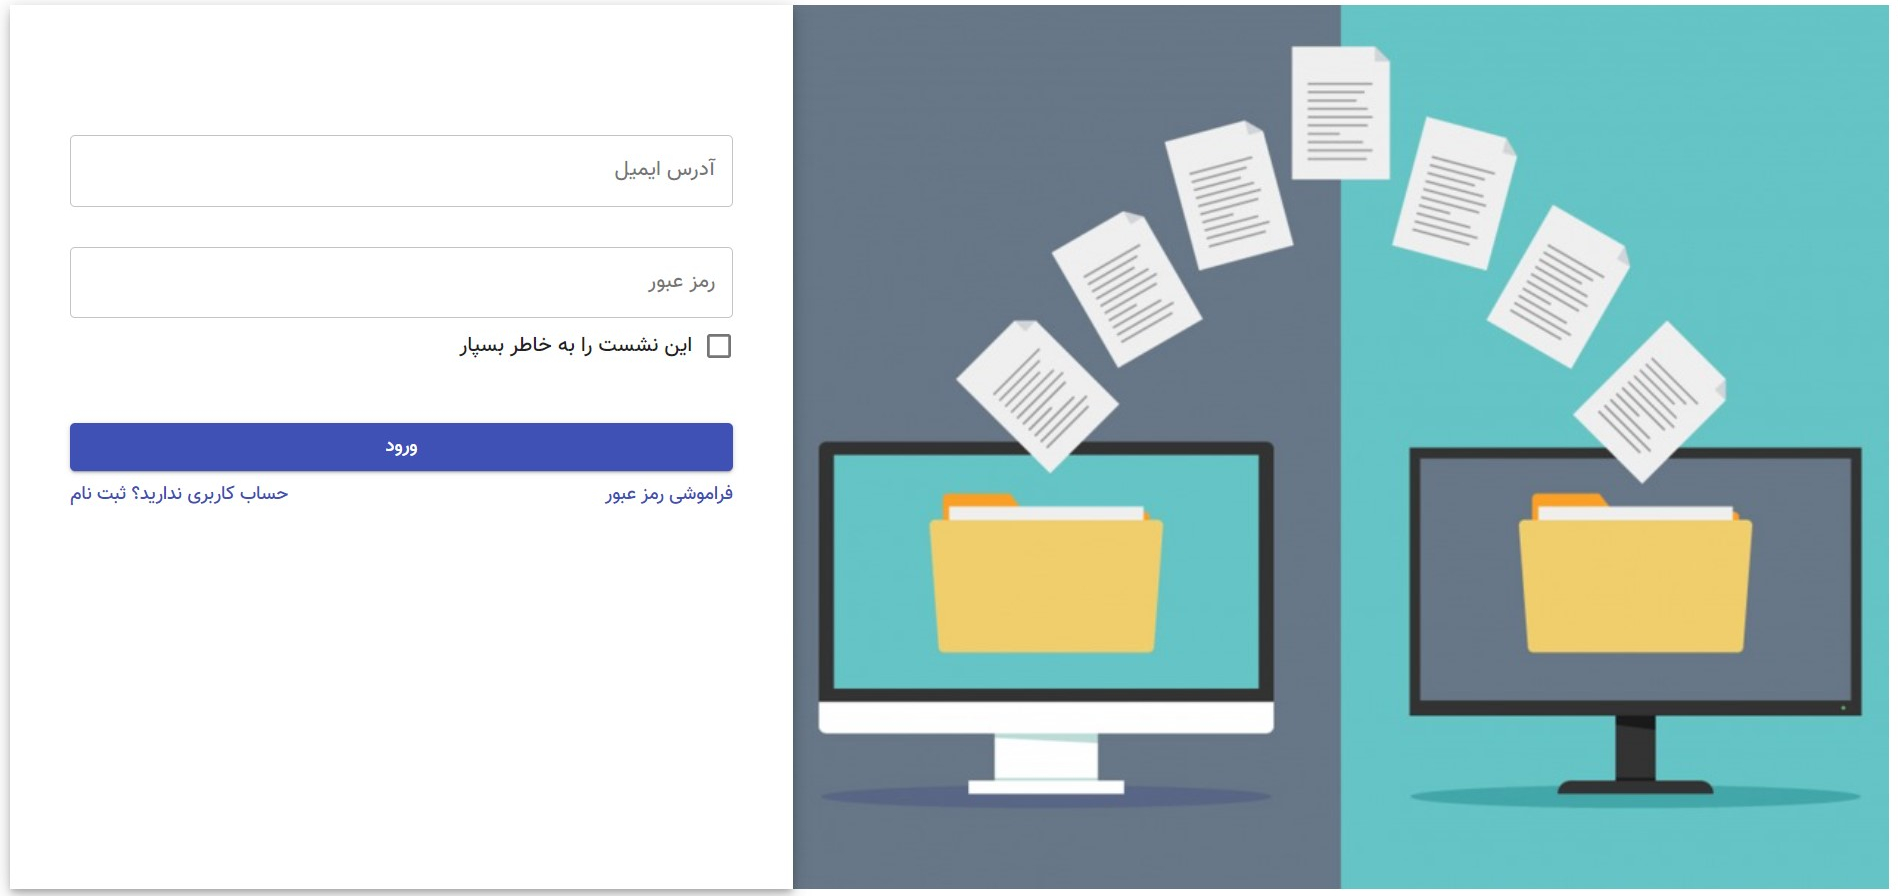 آدرس ایمیل
رمز عبور
این نشست را به خاطر بسپار
ورود
فراموشی رمز عبور
حساب کاربری ندارید؟ ثبت نام